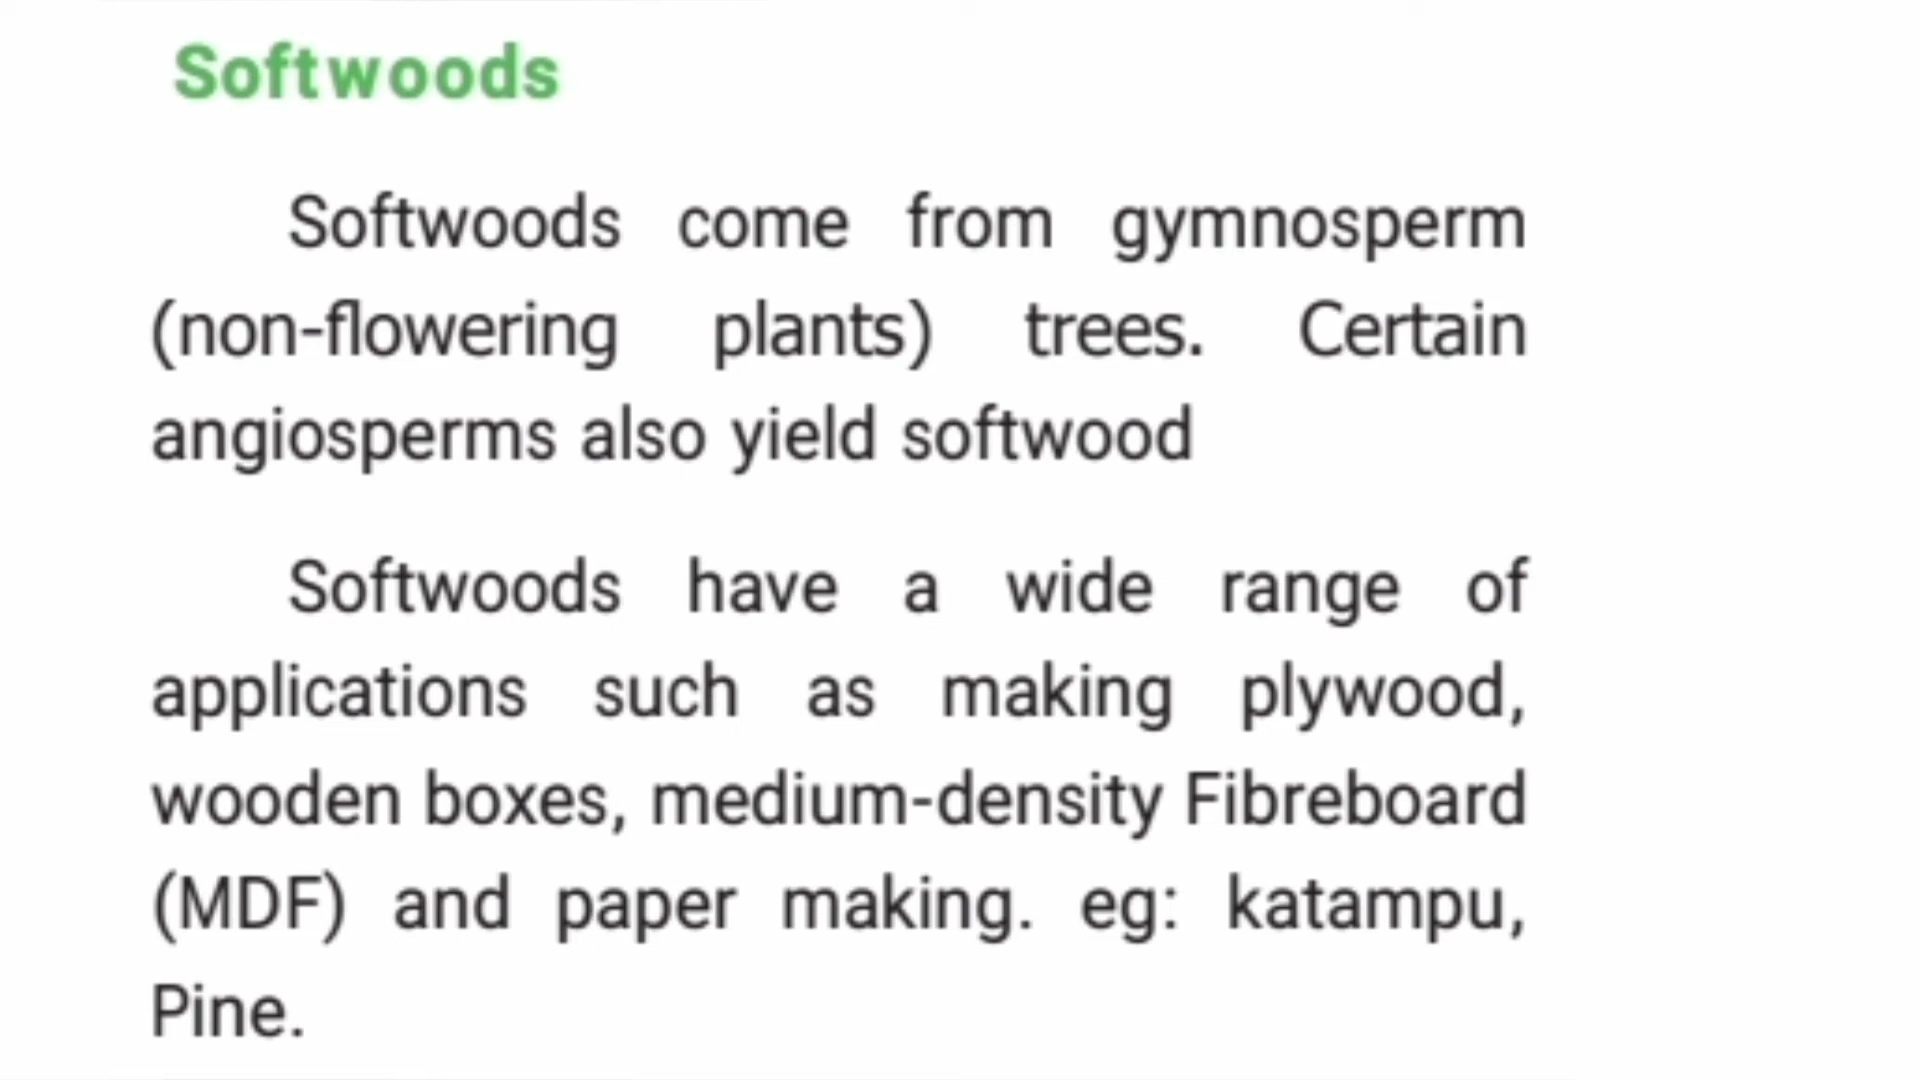 Softwoods
Softwoods come from gymnosperm
(non-flowering plants) trees. Certain
angiosperms also yield softwood
Softwoods have a wide range of
applications such as making plywood,
wooden boxes, medium-density Fibreboard
(MDF) and paper making. eg: katampu,
Pine.